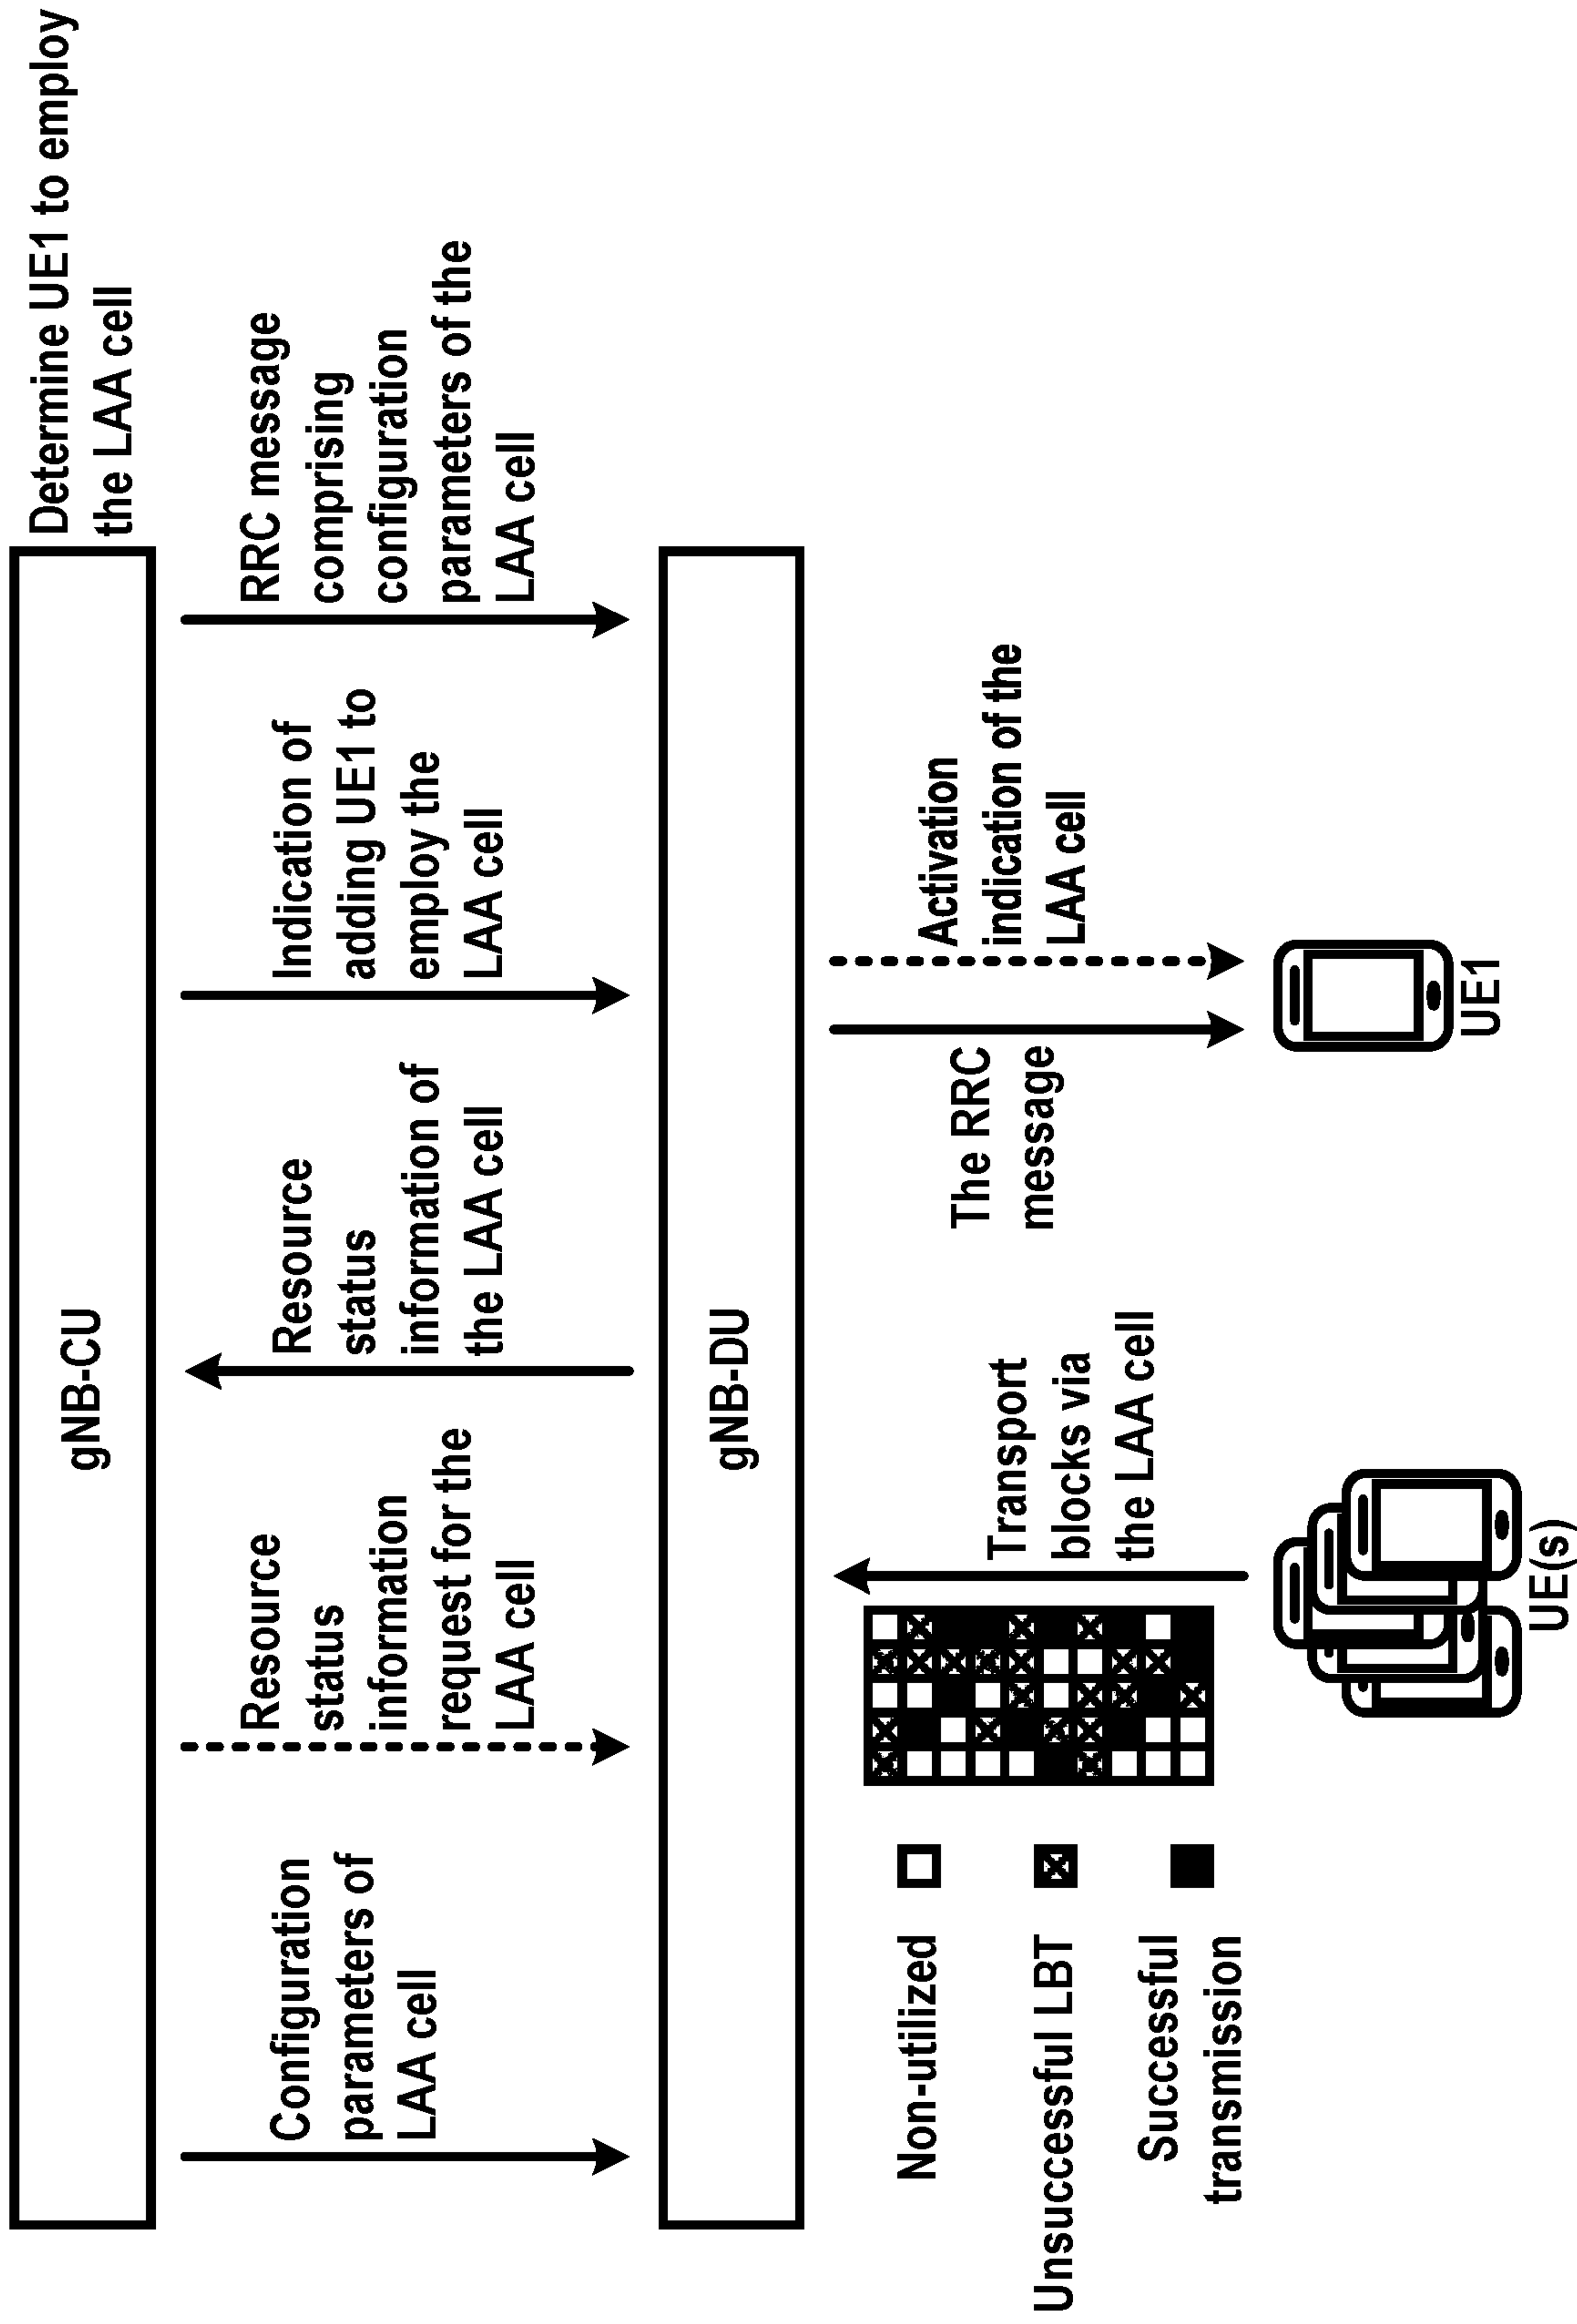 Determine UE1 to employ
the LAA cell
gNB-CU
Configuration
parameters of
LAA cell
Resource
status
information
request for the
LAA cell
Resource
status
information of
the LAA cell
Indication of
adding UE1 to
employ the
LAA cell
RRC message
comprising
configuration
parameters of the
LAA cell
gNB-DU
Non-utilized
Unsuccessful LBT
Successful
transmission
Transport
blocks via
the LAA cell
The RRC
message
Activation
indication of the
LAA cell
UE(s)
UE1